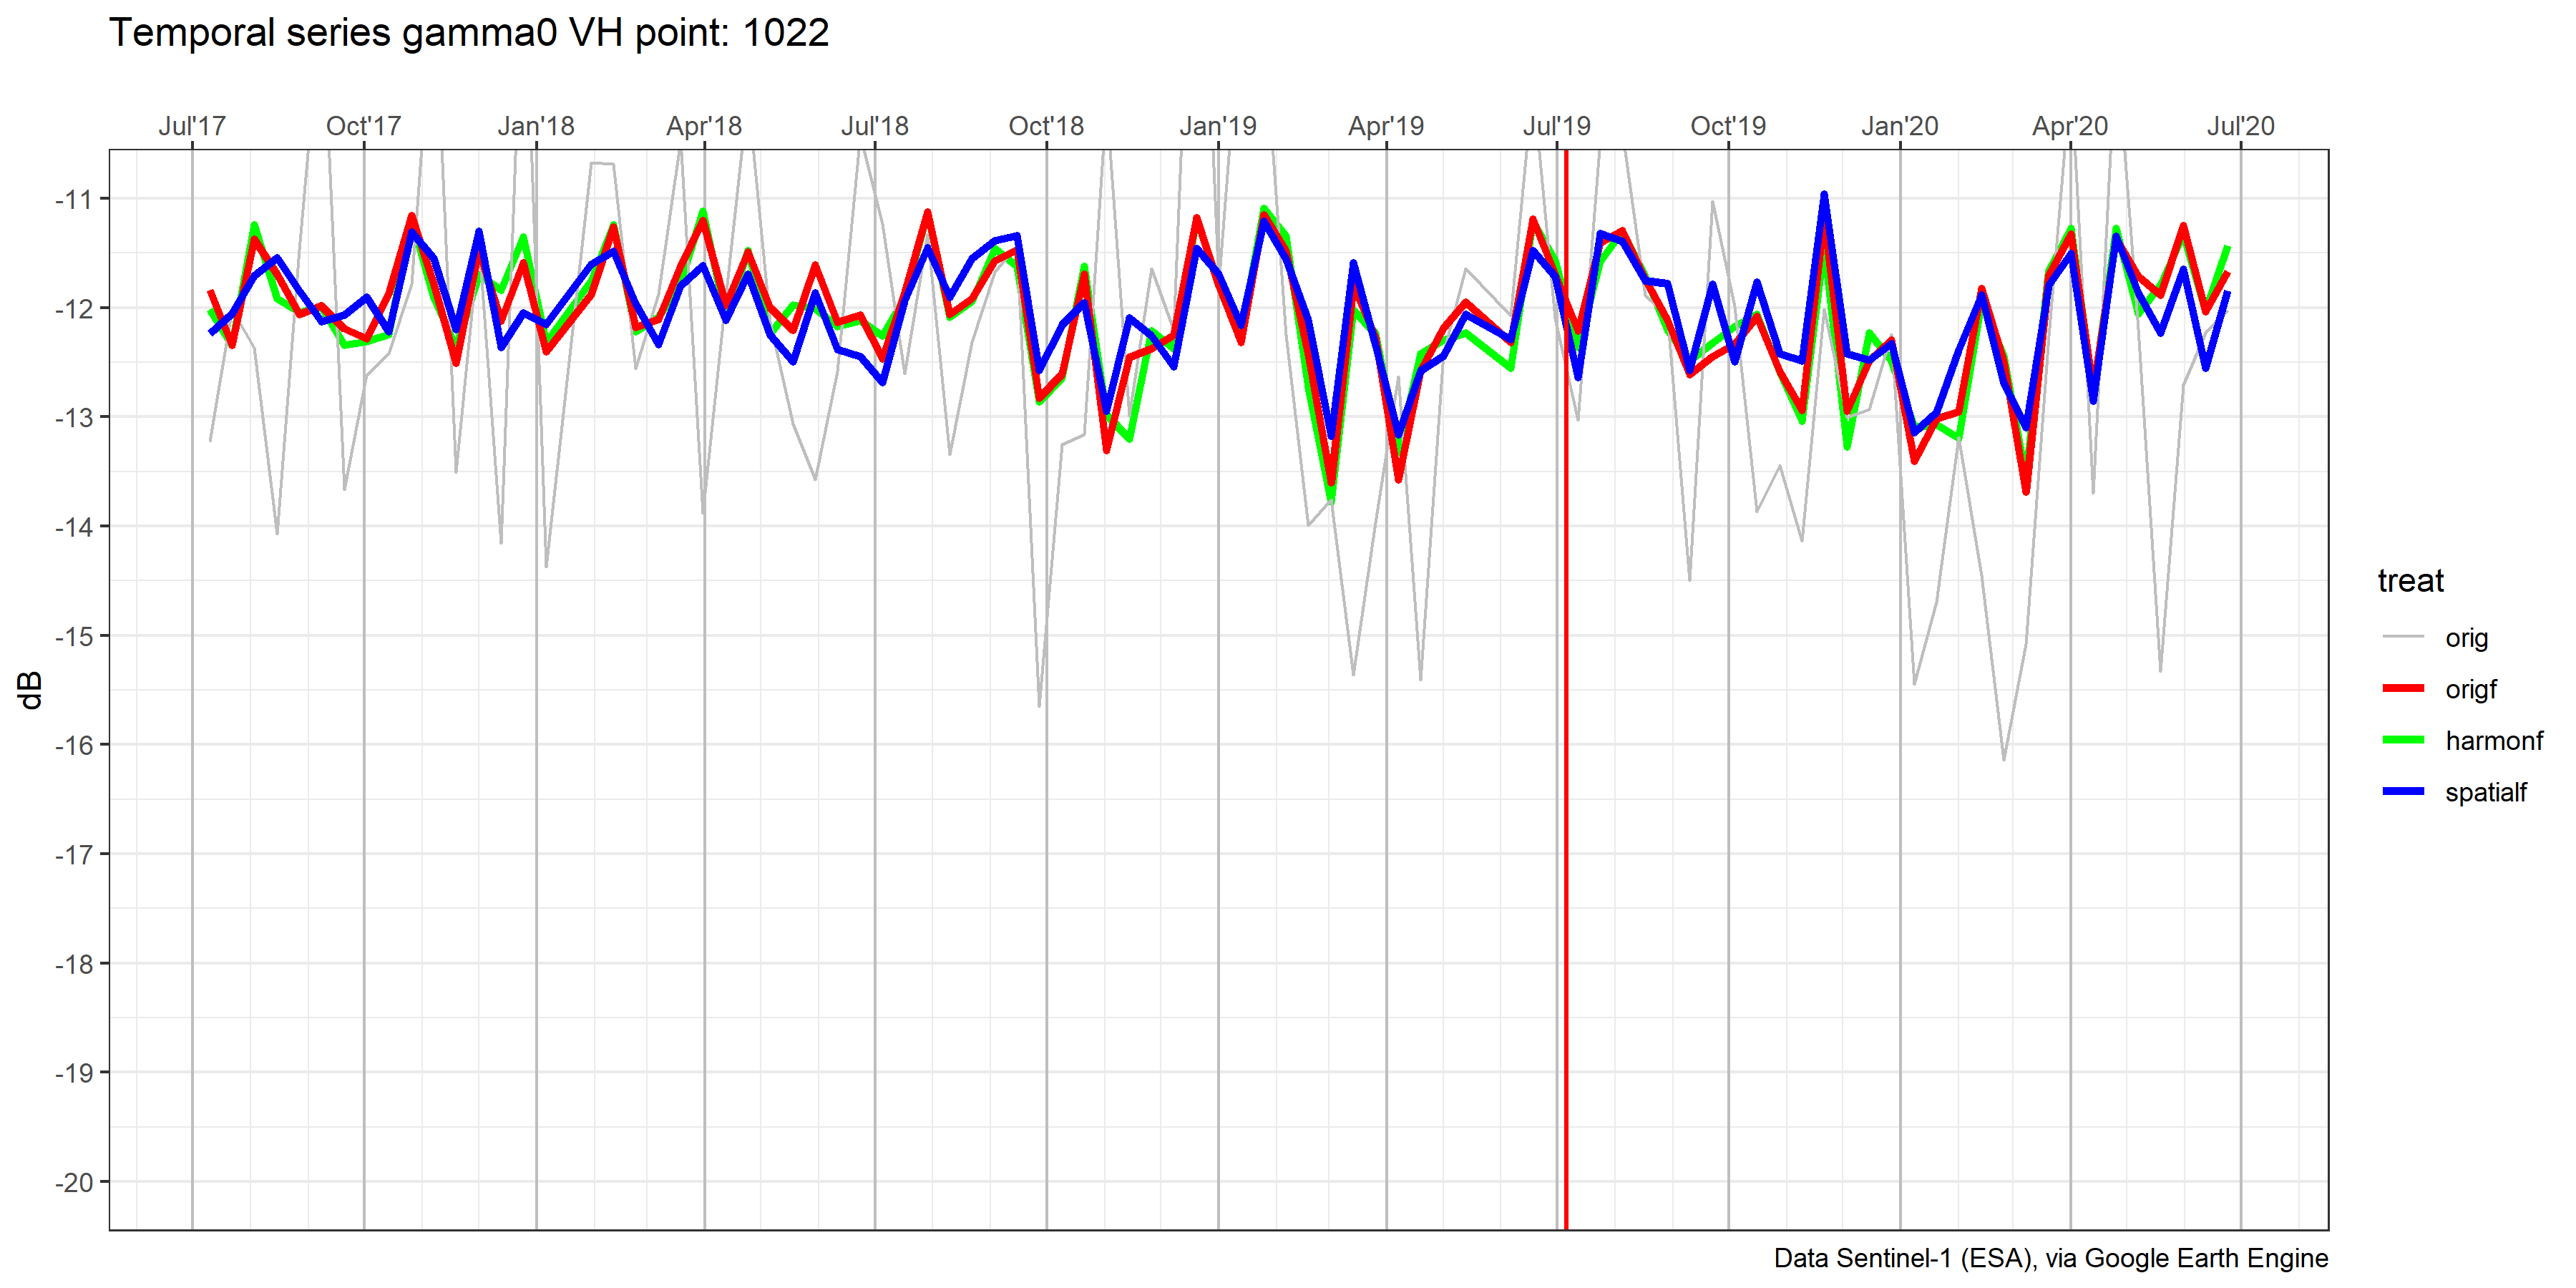 Temporal series gamma0 VH point: 1022
Jul'17 Oct'17 Jan'18 Apr'18 Jul'18 Oct'18 Jan'19 Apr'19 Jul'19 Oct'19 Jan'20 Apr'20 Jul'20
-11
-12
-13
-14
-15
-16
-17
-18
-19
-20
dB
treat
orig
origf
harmonf
spatialf
Data Sentinel-1 (ESA), via Google Earth Engine